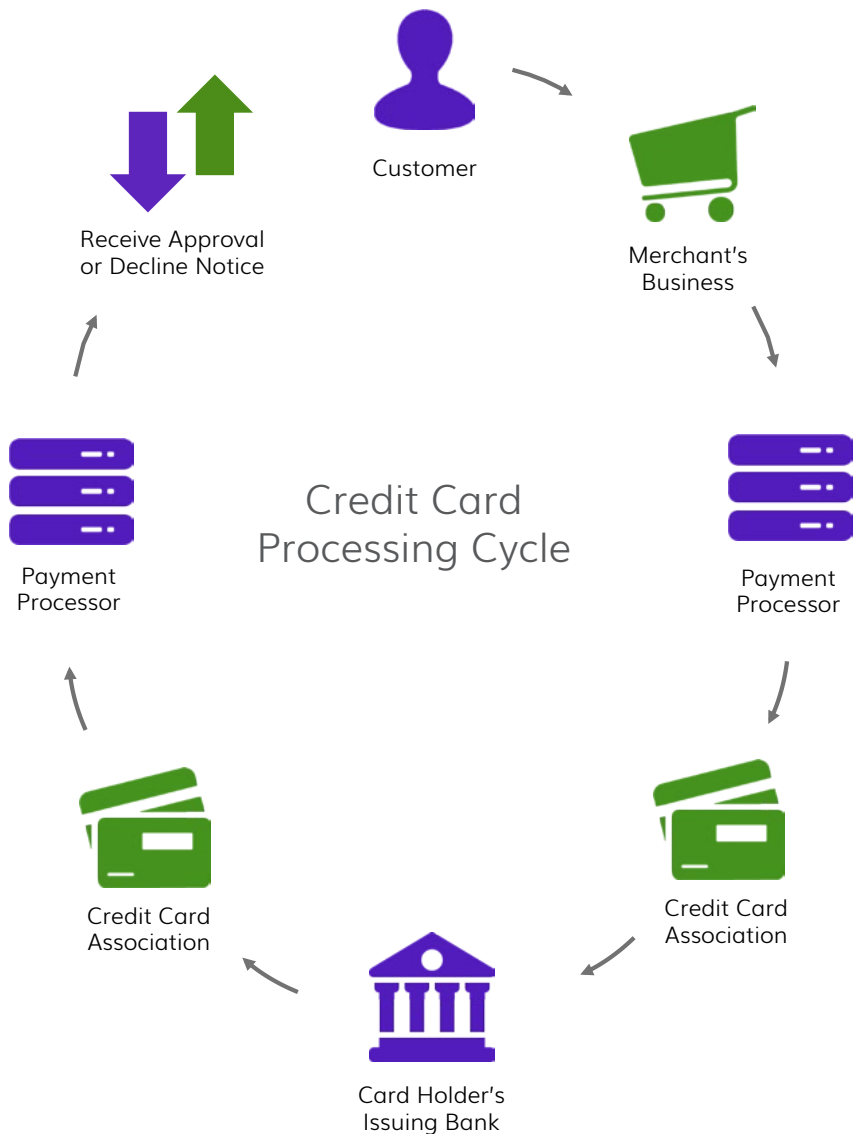 Customer
Merchant's
Business
Payment
Processor
Credit Card
Association
Card Holder's
Issuing Bank
Credit Card
Association
Payment
Processor
Receive Approval
or Decline Notice
Credit Card
Processing Cycle